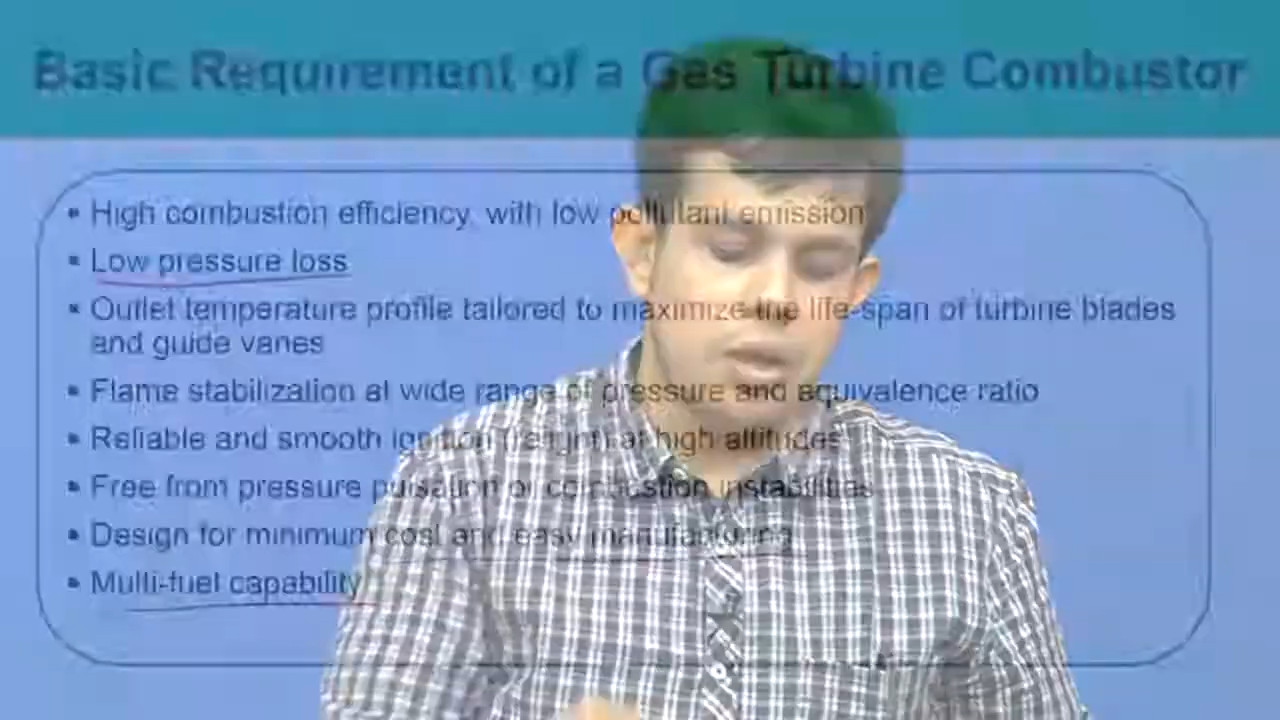 Basic Requirement of a Gas Turbine Combustor
▪ High combustion efficiency, with low pollutant emission
▪ Low pressure loss
▪ Outlet temperature profile tailored to maximize the life-span of turbine blades
and guide vanes
▪ Flame stabilization at wide range of pressure and equivalence ratio
▪ Reliable and smooth ignition (relight) at high altitudes
▪ Free from pressure pulsation or combustion instabilities
▪ Design for minimum cost and easy manufacturing
▪ Multi-fuel capability